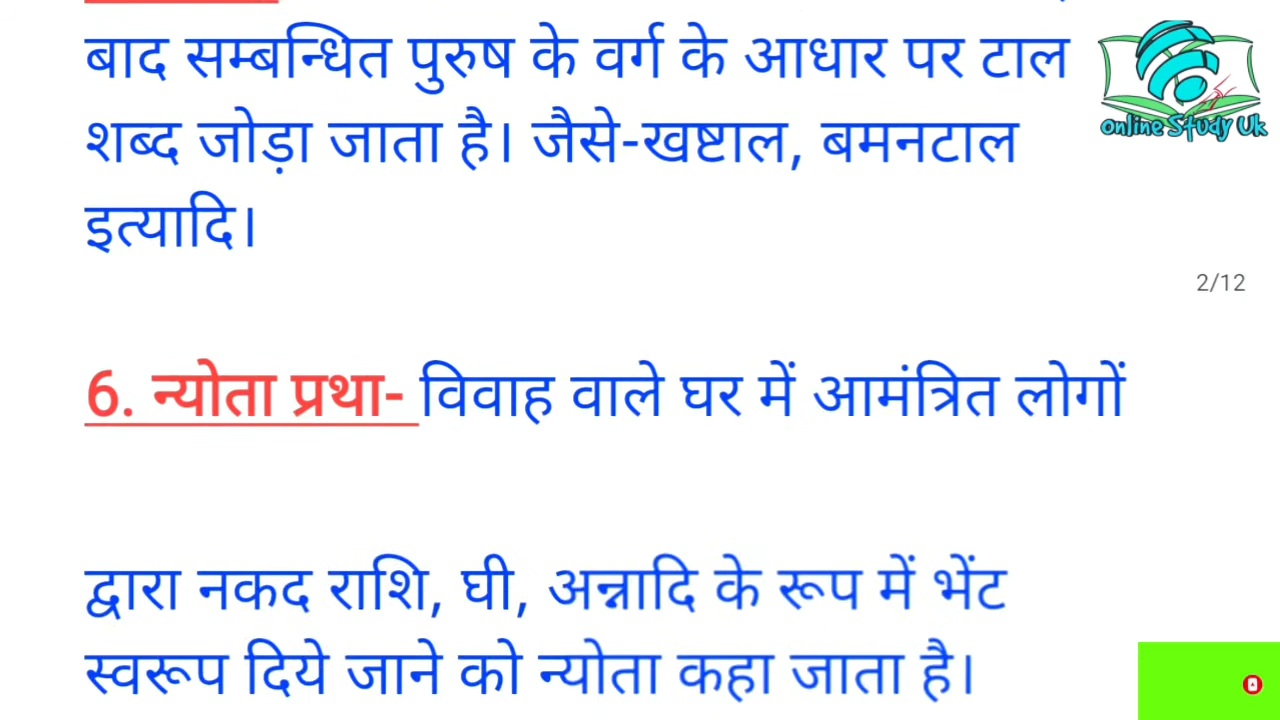 बाद सम्बन्धित पुरुष के वर्ग के आधार पर टाल
शब्द जोड़ा जाता है। जैसे-खष्टाल, बमनटाल
इत्यादि।
Online Study Uk
2/12
6. न्योता प्रथा- विवाह वाले घर में आमंत्रित लोगों
द्वारा नकद राशि, घी, अन्नादि के रूप में भेंट
स्वरूप दिये जाने को न्योता कहा जाता है।